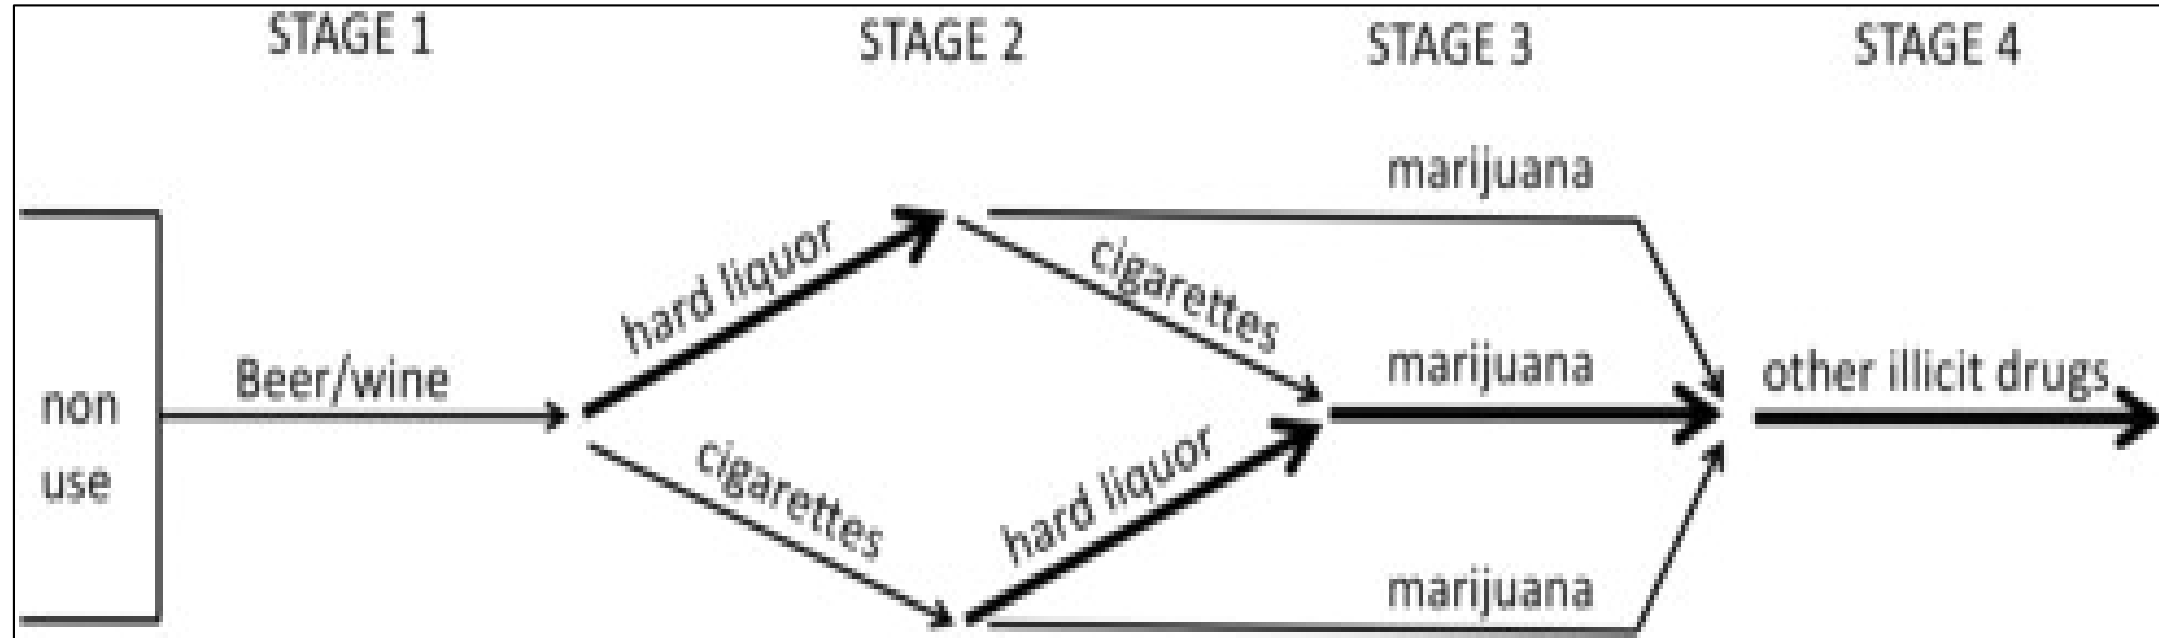 STAGE 1
STAGE 2
STAGE 3
STAGE 4
non
use
Beer/wine
hard liquor
cigarettes
cigarettes
hard liquor
marijuana
marijuana
marijuana
other illicit drugs